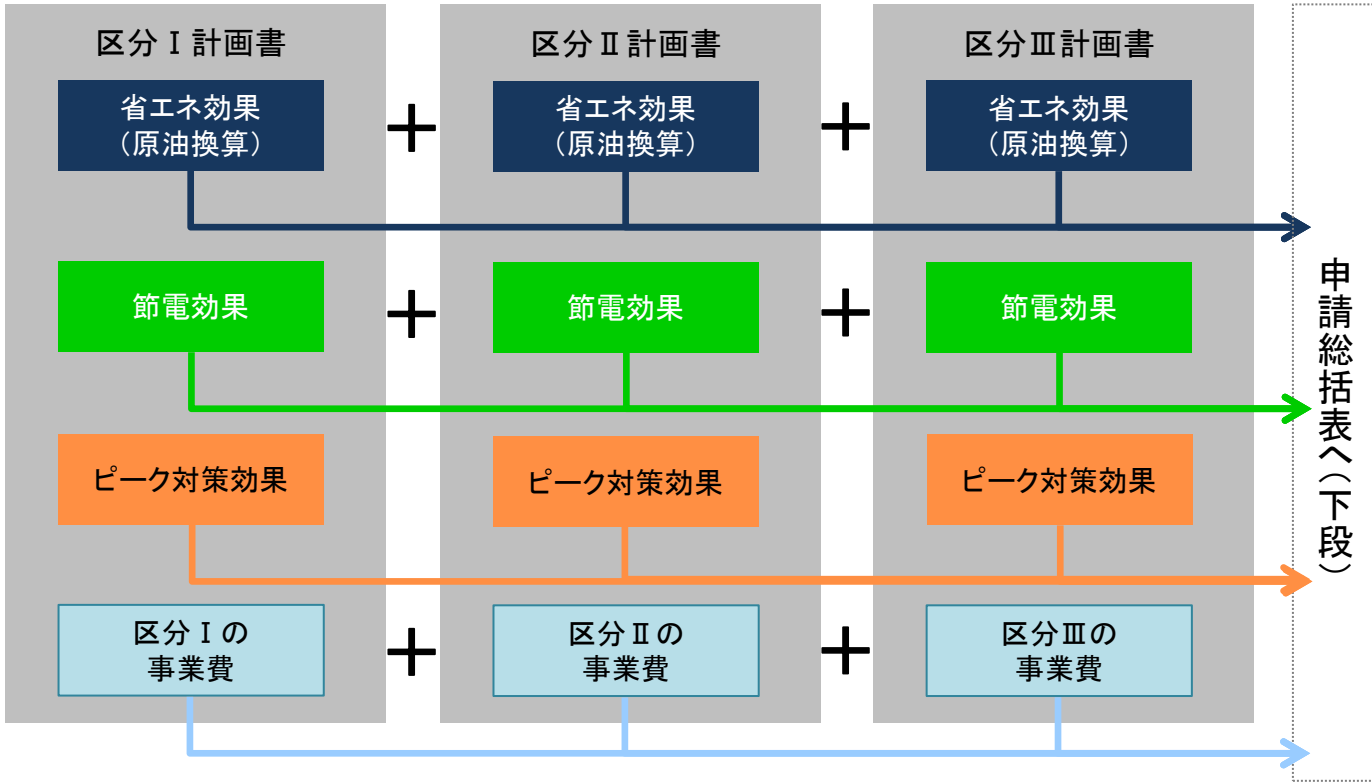 区分Ⅰ計画書
区分Ⅱ計画書
区分Ⅲ計画書
省エネ効果
（原油換算）
＋
省エネ効果
（原油換算）
＋
省エネ効果
（原油換算）
節電効果
＋
節電効果
＋
節電効果
ピーク対策効果
ピーク対策効果
ピーク対策効果
区分Ⅰの
事業費
＋
区分Ⅱの
事業費
＋
区分Ⅲの
事業費
申請総括表へ（下段）